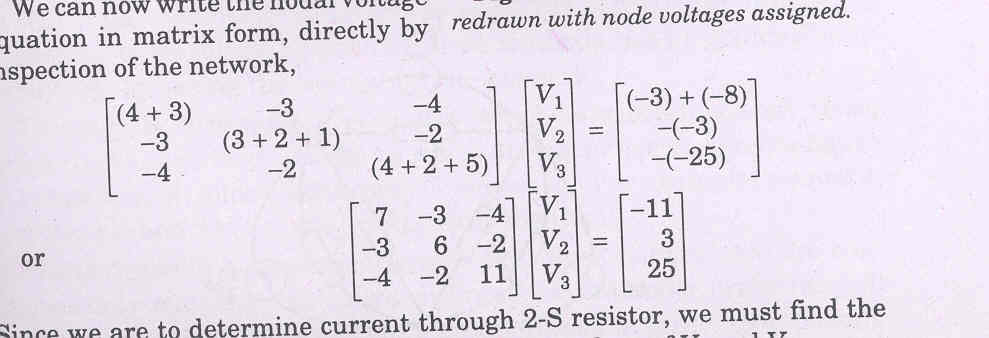 We can now write the nodal voltage
quation in matrix form, directly by redrawn with node voltages assigned.
nspection of the network,
[(4 + 3) −3 −4] [V₁] [(−3) + (−8)]
[−3 (3 + 2 + 1) −2] [V₂] = [−(−3)]
[−4 −2 (4 + 2 + 5)] [V₃] [−(−25)]
[7 −3 −4] [V₁] [−11]
or [−3 6 −2] [V₂] = [3]
[−4 −2 11] [V₃] [25]
Since we are to determine current through 2-S resistor, we must find the